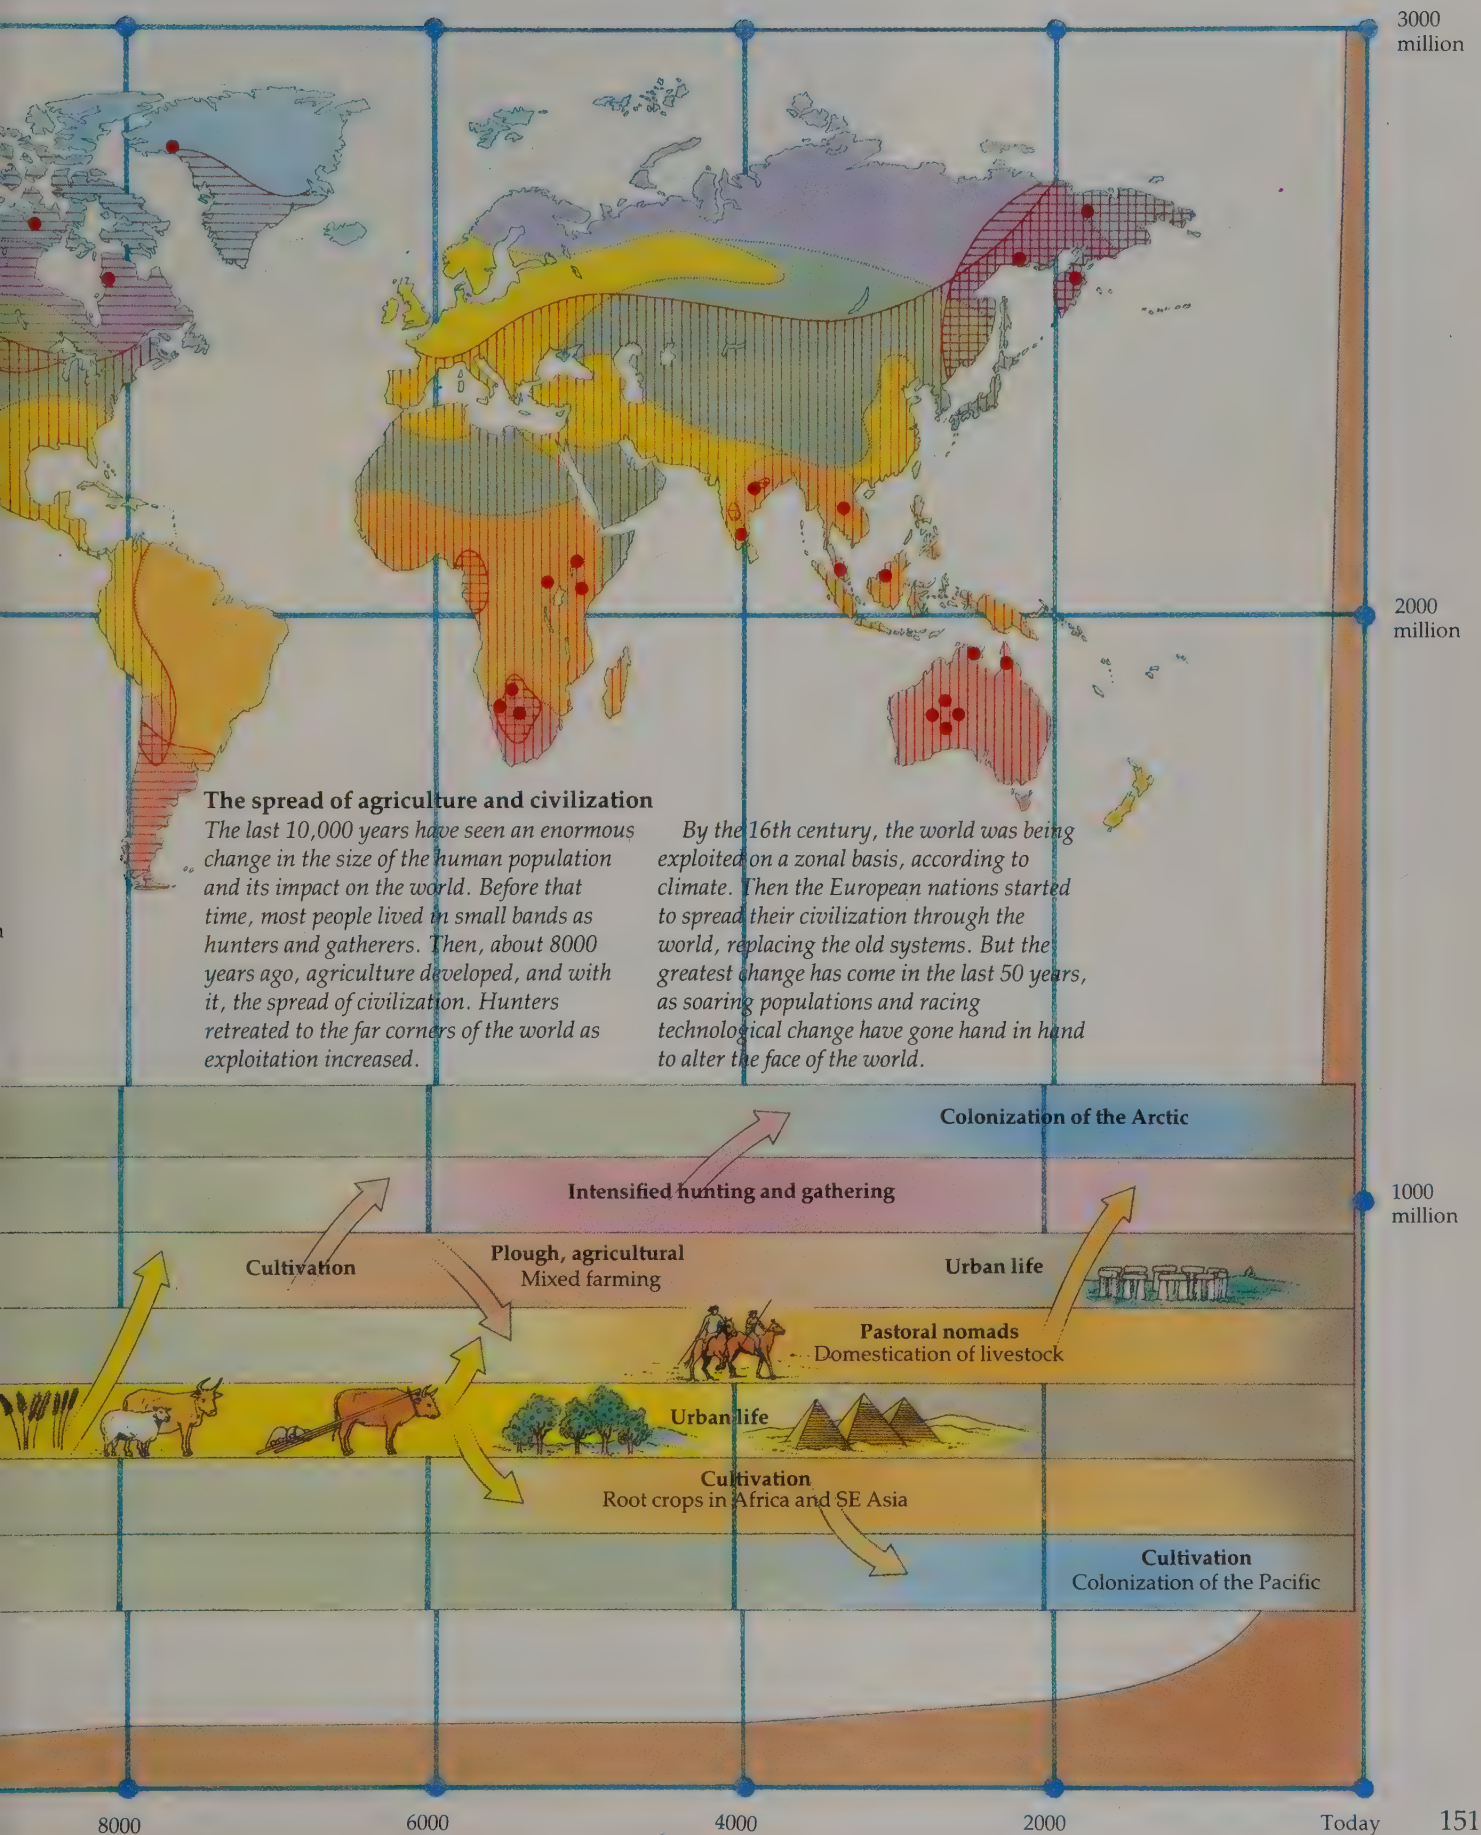 3000
million
2000
million
The spread of agriculture and civilization
The last 10,000 years have seen an enormous
change in the size of the human population
and its impact on the world. Before that
time, most people lived in small bands as
hunters and gatherers. Then, about 8000
years ago, agriculture developed, and with
it, the spread of civilization. Hunters
retreated to the far corners of the world as
exploitation increased.
By the 16th century, the world was being
exploited on a zonal basis, according to
climate. Then the European nations started
to spread their civilization through the
world, replacing the old systems. But the
greatest change has come in the last 50 years,
as soaring populations and racing
technological change have gone hand in hand
to alter the face of the world.
Colonization of the Arctic
Intensified hunting and gathering
1000
million
Cultivation
Plough, agricultural
Mixed farming
Urban life
Pastoral nomads
Domestication of livestock
Urban life
Cultivation
Root crops in Africa and SE Asia
Cultivation
Colonization of the Pacific
8000
6000
4000
2000
Today
151